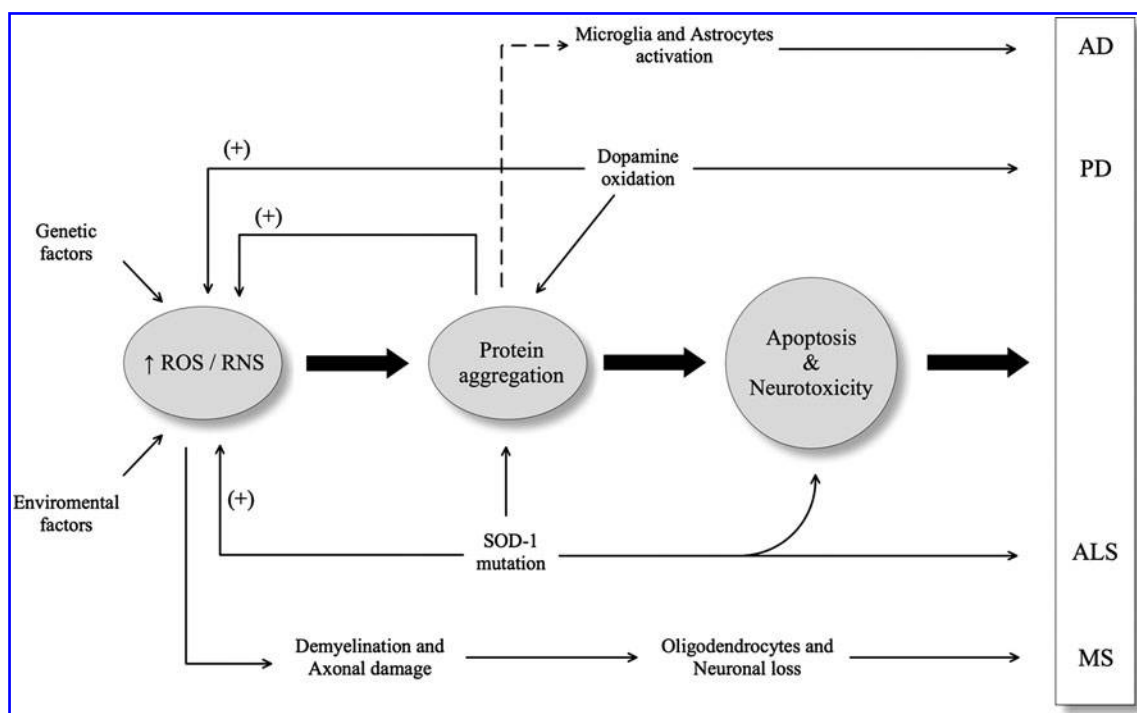 Microglia and Astrocytes
activation
AD
(+)
Dopamine
oxidation
PD
(+)
Genetic
factors
↑ ROS / RNS
Protein
aggregation
Apoptosis
&
Neurotoxicity
Enviromental
factors
(+)
SOD-1
mutation
ALS
Demyelination and
Axonal damage
Oligodendrocytes and
Neuronal loss
MS